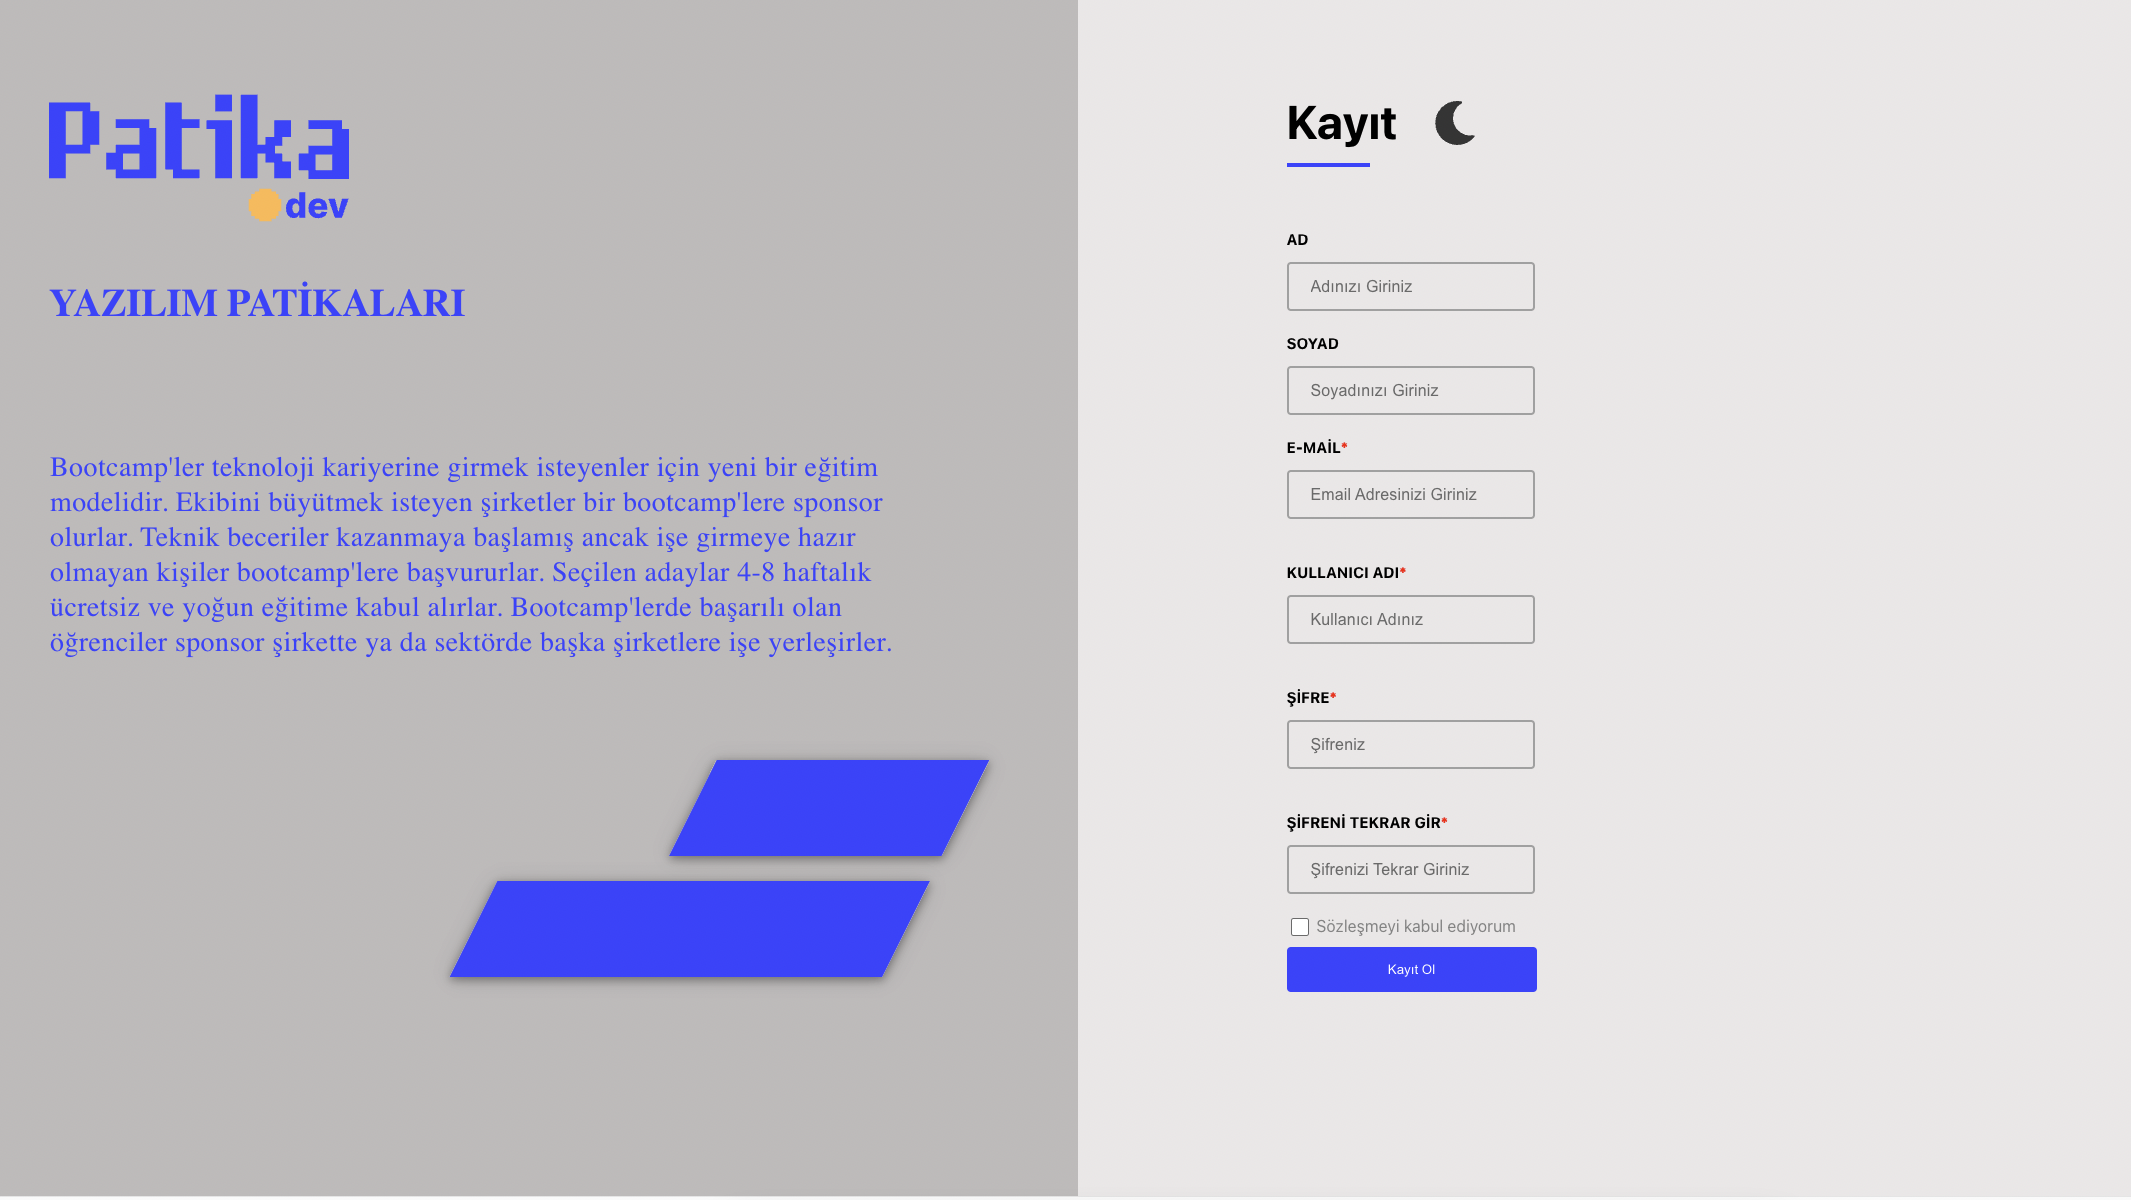 Patika
dev
YAZILIM PATİKALARI
Bootcamp'ler teknoloji kariyerine girmek isteyenler için yeni bir eğitim
modelidir. Ekibini büyütmek isteyen şirketler bir bootcamp'lere sponsor
olurlar. Teknik beceriler kazanmaya başlamış ancak işe girmeye hazır
olmayan kişiler bootcamp'lere başvururlar. Seçilen adaylar 4-8 haftalık
ücretsiz ve yoğun eğitime kabul alırlar. Bootcamp'lerde başarılı olan
öğrenciler sponsor şirkette ya da sektörde başka şirketlere işe yerleşirler.
Kayıt
AD
Adınızı Giriniz
SOYAD
Soyadınızı Giriniz
E-MAİL*
Email Adresinizi Giriniz
KULLANICI ADI*
Kullanıcı Adınız
ŞİFRE*
Şifreniz
ŞİFRENİ TEKRAR GİR*
Şifrenizi Tekrar Giriniz
Sözleşmeyi kabul ediyorum
Kayıt Ol